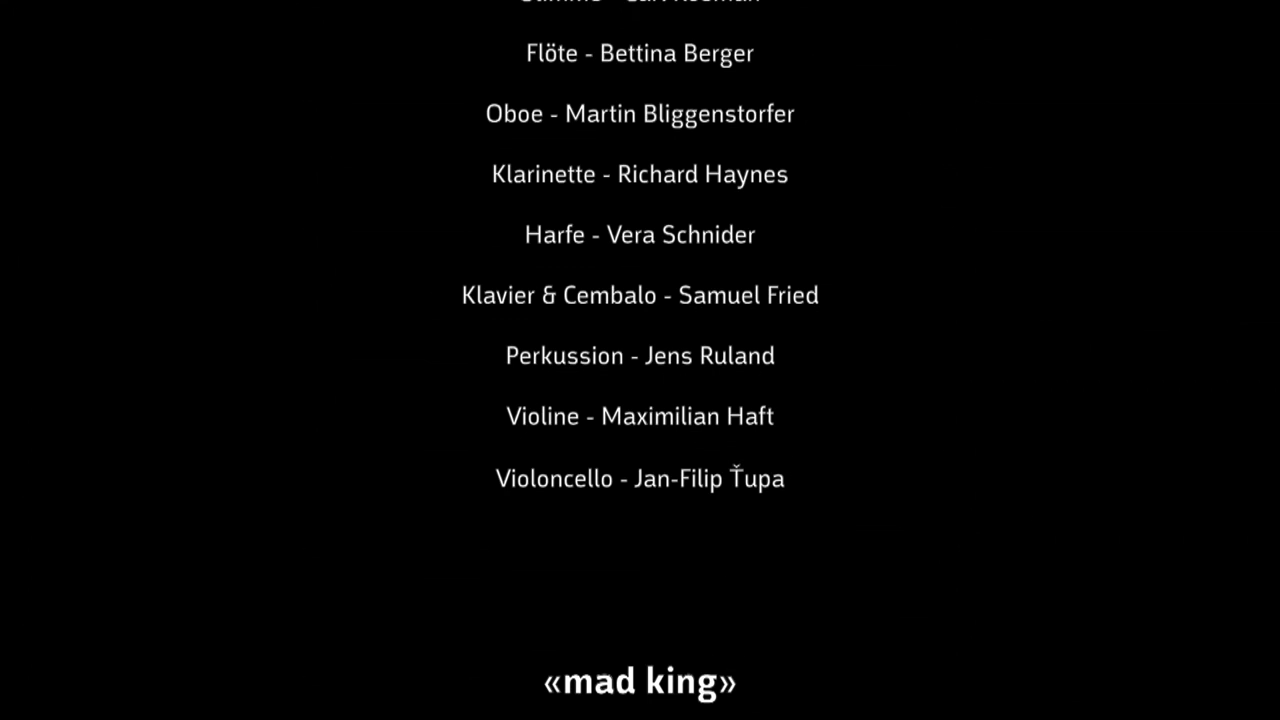 Flöte - Bettina Berger
Oboe - Martin Bliggenstorfer
Klarinette - Richard Haynes
Harfe - Vera Schnider
Klavier & Cembalo - Samuel Fried
Perkussion - Jens Ruland
Violine - Maximilian Haft
Violoncello - Jan-Filip Ťupa
«mad king»